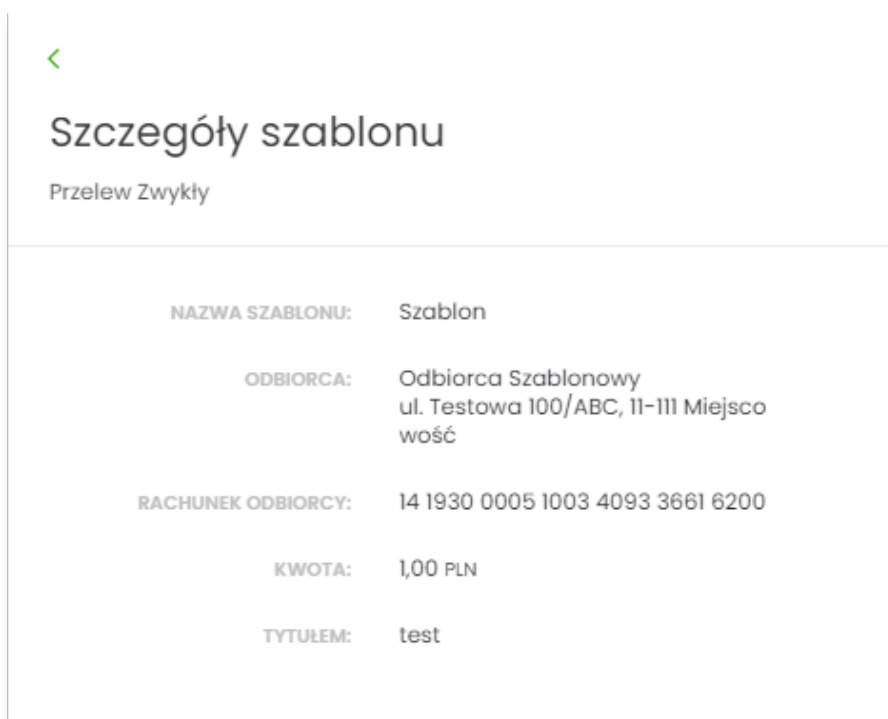 Szczegóły szablonu
Przelew Zwykły
NAZWA SZABLONU: Szablon
ODBIORCA: Odbiorca Szablonowy
ul. Testowa 100/ABC, 11-111 Miejsco
wość
RACHUNEK ODBIORCY: 14 1930 0005 1003 4093 3661 6200
KWOTA: 1,00 PLN
TYTUŁEM: test